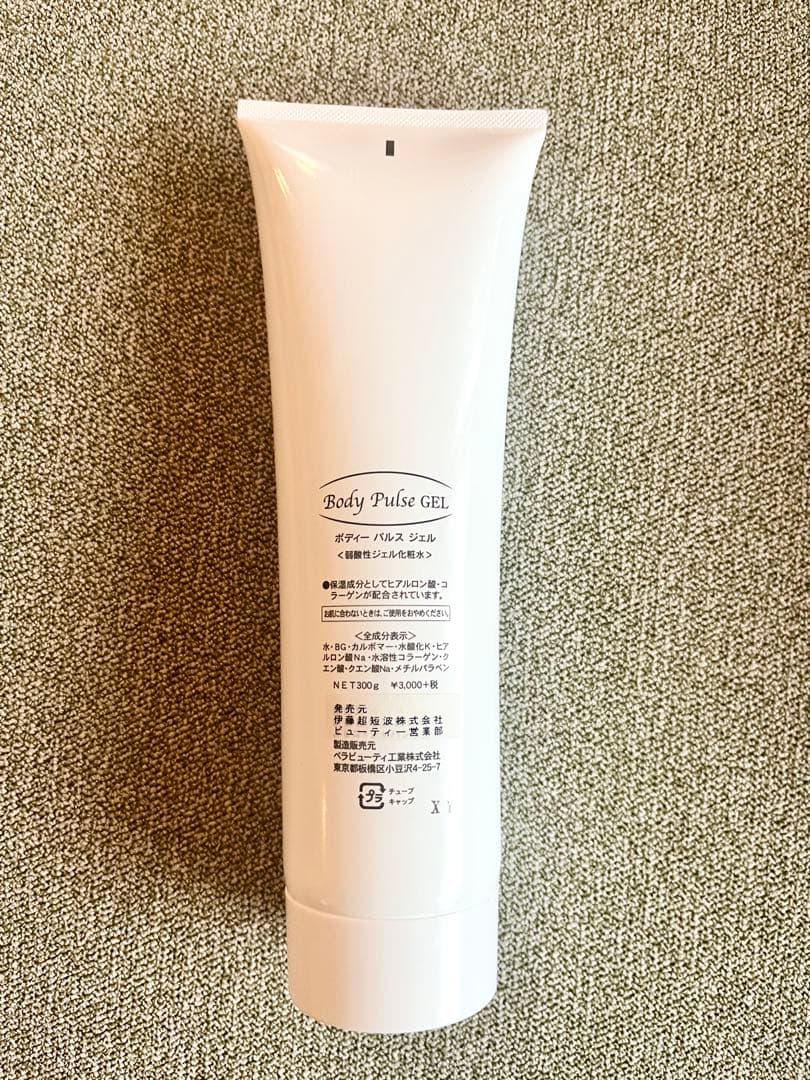 Body Pulse GEL
ボディー パルス ジェル
＜弱酸性ジェル化粧水＞
●保湿成分としてヒアルロン酸・コ
ラーゲンが配合されています。
お肌に合わないときは、ご使用をおやめください。
＜全成分表示＞
水・BG・カルボマー・水酸化K・ヒア
ルロン酸Na・水溶性コラーゲン・ク
エン酸・クエン酸Na・メチルパラベン
NET300g ¥3,000+税
発売元
伊藤超短波株式会社
ビューティー営業部
製造販売元
ベラビューティ工業株式会社
東京都板橋区小豆沢4-25-7
プラ
チューブ
キャップ
X